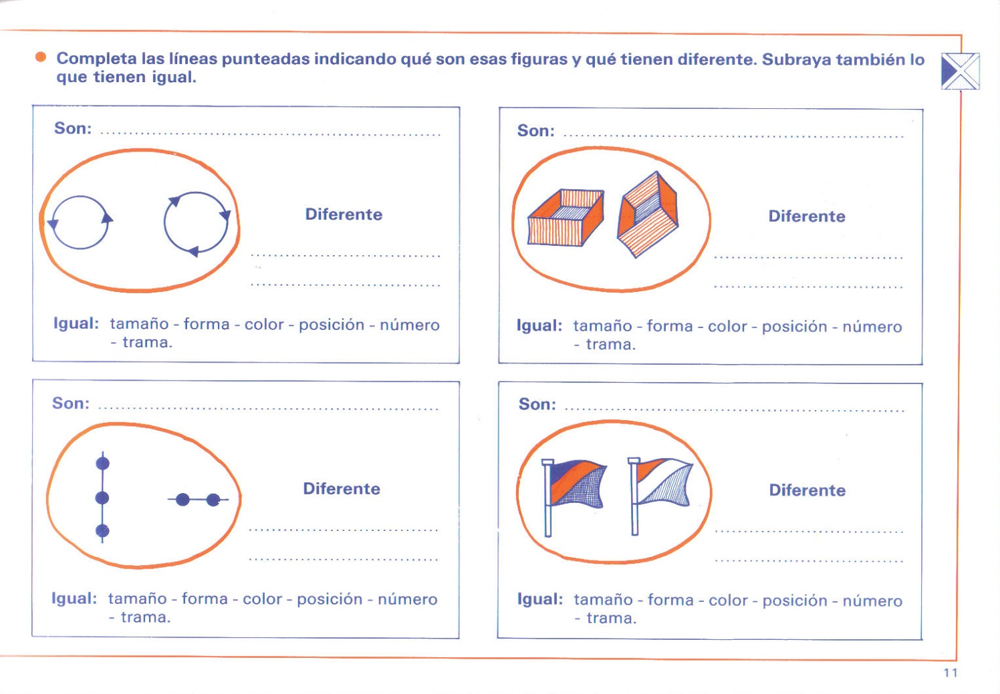 Completa las líneas punteadas indicando qué son esas figuras y qué tienen diferente. Subraya también lo
que tienen igual.
Son:
Diferente
Igual: tamaño - forma - color - posición - número
- trama.
Son:
Diferente
Igual: tamaño - forma - color - posición - número
- trama.
Son:
Diferente
Igual: tamaño - forma - color - posición - número
- trama.
Son:
Diferente
Igual: tamaño - forma - color - posición - número
- trama.
11